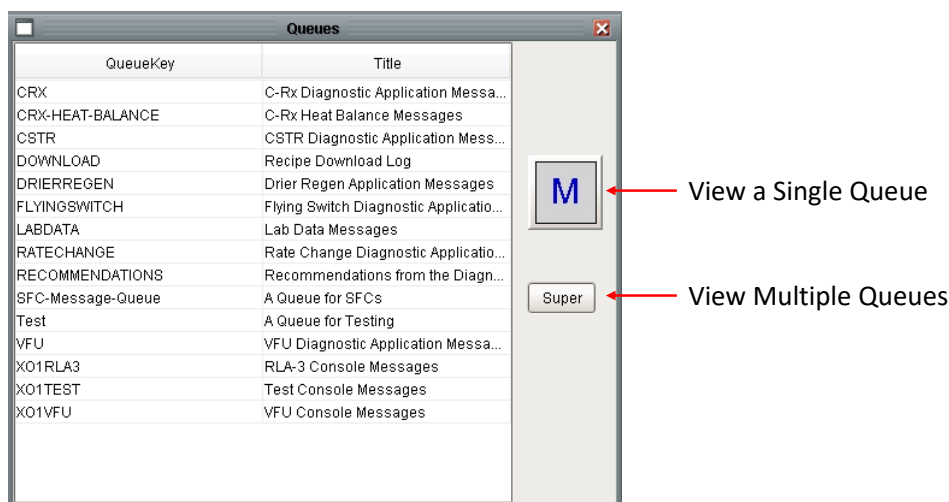 Queues
QueueKey Title
CRX C-Rx Diagnostic Application Messa...
CRX-HEAT-BALANCE C-Rx Heat Balance Messages
CSTR CSTR Diagnostic Application Mess...
DOWNLOAD Recipe Download Log
DRIERREGEN Drier Regen Application Messages
FLYINGSWITCH Flying Switch Diagnostic Applicatio...
LABDATA Lab Data Messages
RATECHANGE Rate Change Diagnostic Applicatio...
RECOMMENDATIONS Recommendations from the Diagn...
SFC-Message-Queue A Queue for SFCs
Test A Queue for Testing
VFU VFU Diagnostic Application Messa...
XO1RLA3 RLA-3 Console Messages
XO1TEST Test Console Messages
XO1VFU VFU Console Messages
M View a Single Queue
Super View Multiple Queues